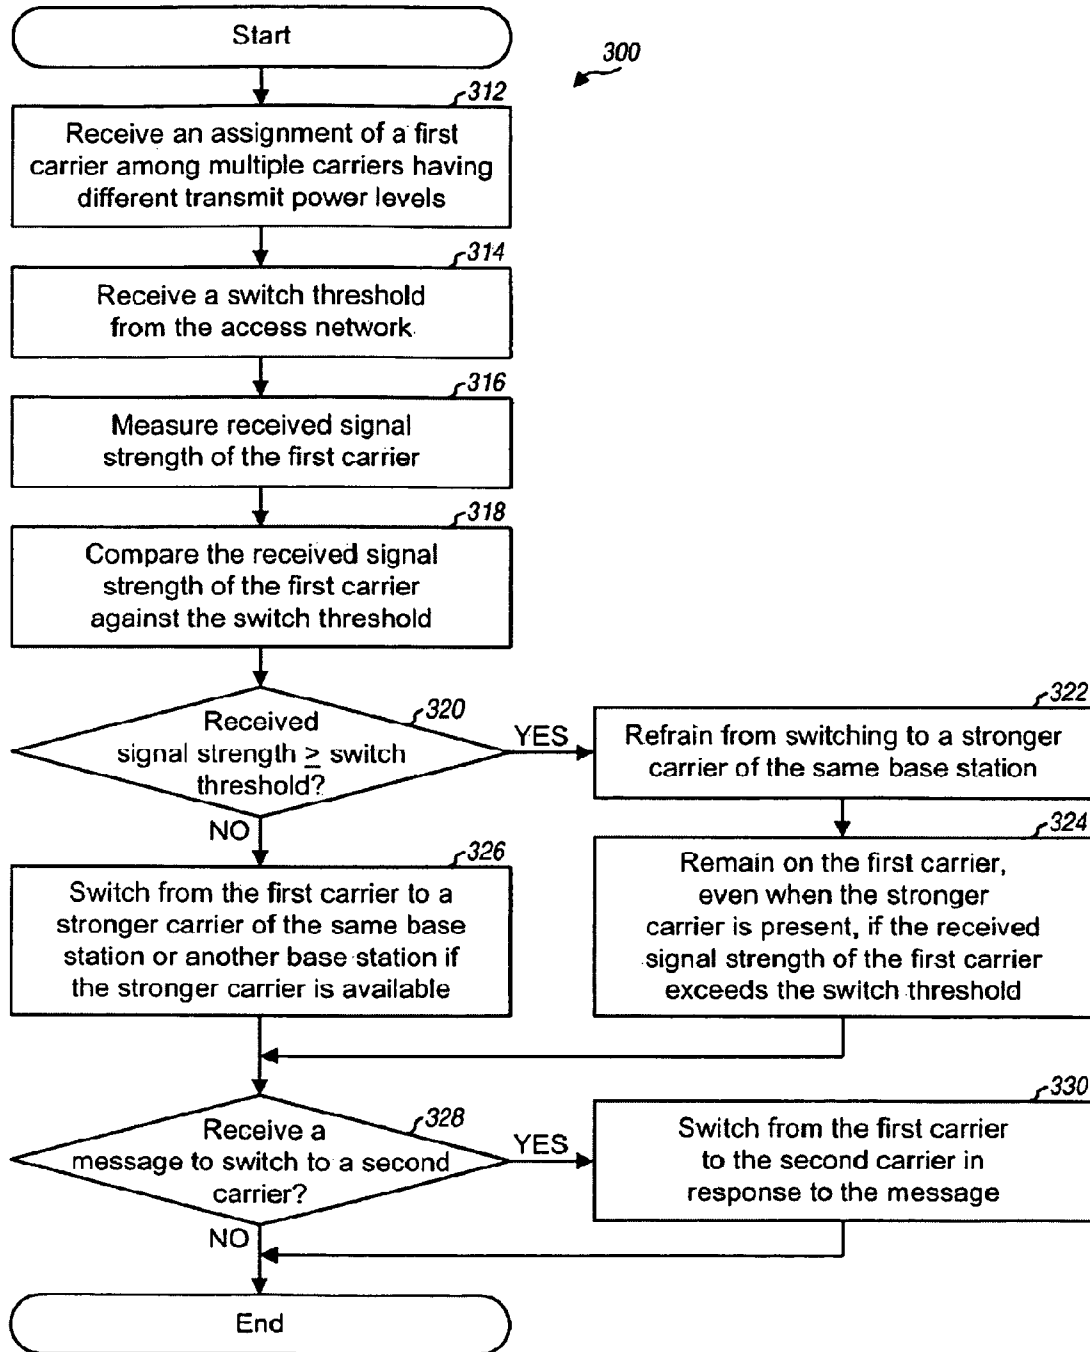 Start
300
312
Receive an assignment of a first
carrier among multiple carriers having
different transmit power levels
314
Receive a switch threshold
from the access network
316
Measure received signal
strength of the first carrier
318
Compare the received signal
strength of the first carrier
against the switch threshold
320
Received
signal strength ≥ switch
threshold?
YES
NO
322
Refrain from switching to a stronger
carrier of the same base station
324
Remain on the first carrier,
even when the stronger
carrier is present, if the received
signal strength of the first carrier
exceeds the switch threshold
326
Switch from the first carrier to a
stronger carrier of the same base
station or another base station if
the stronger carrier is available
328
Receive a
message to switch to a second
carrier?
YES
NO
330
Switch from the first carrier
to the second carrier in
response to the message
End